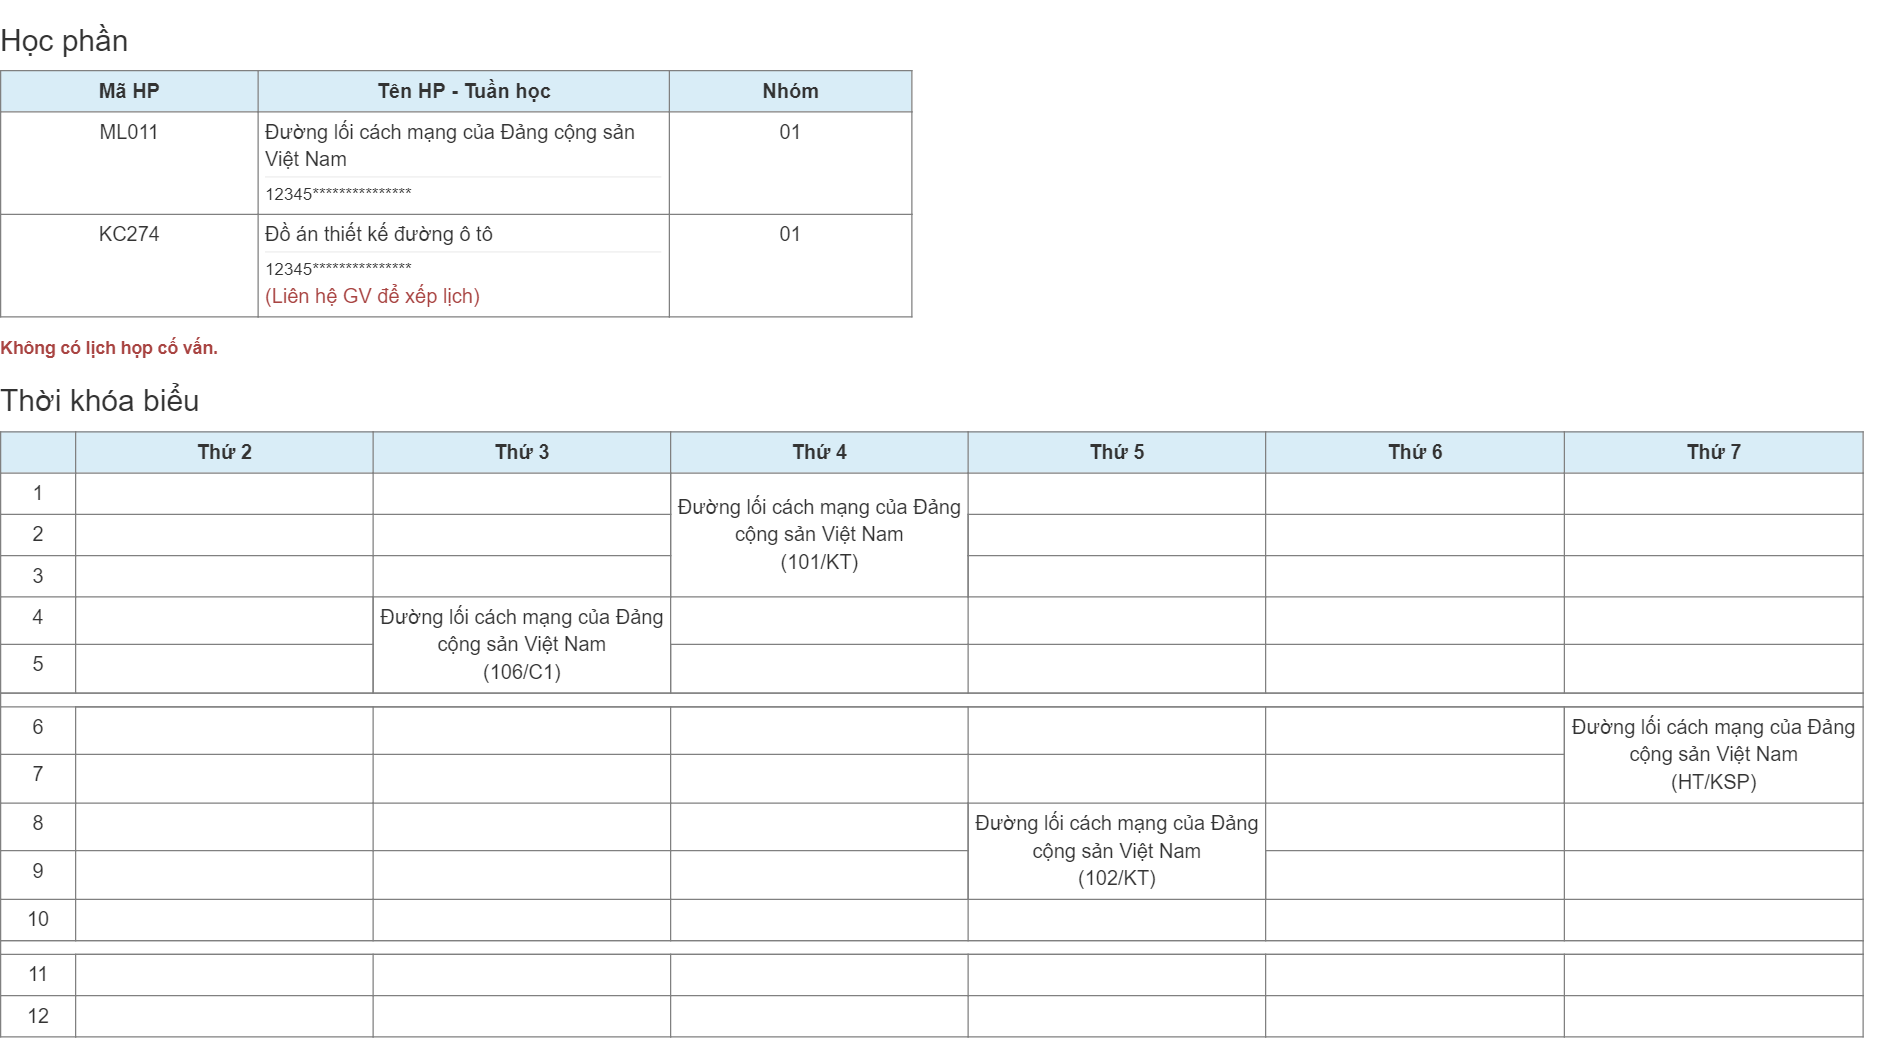 Học phần
Mã HP Tên HP - Tuần học Nhóm
ML011 Đường lối cách mạng của Đảng cộng sản 01
Việt Nam
12345***************
KC274 Đồ án thiết kế đường ô tô 01
12345***************
(Liên hệ GV để xếp lịch)
Không có lịch họp cố vấn.
Thời khóa biểu
Thứ 2 Thứ 3 Thứ 4 Thứ 5 Thứ 6 Thứ 7
1
Đường lối cách mạng của Đảng
2 cộng sản Việt Nam
(101/KT)
3
4 Đường lối cách mạng của Đảng
cộng sản Việt Nam
5 (106/C1)
6 Đường lối cách mạng của Đảng
cộng sản Việt Nam
7 (HT/KSP)
8 Đường lối cách mạng của Đảng
cộng sản Việt Nam
9 (102/KT)
10
11
12